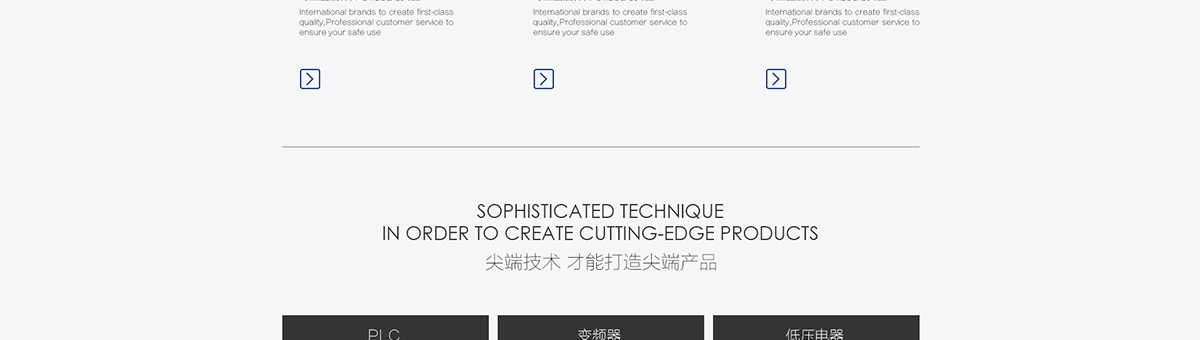 International brands to create first-class
quality,Professional customer service to
ensure your safe use
International brands to create first-class
quality,Professional customer service to
ensure your safe use
International brands to create first-class
quality,Professional customer service to
ensure your safe use
SOPHISTICATED TECHNIQUE
IN ORDER TO CREATE CUTTING-EDGE PRODUCTS
尖端技术 才能打造尖端产品
PLC
变频器
低压电器